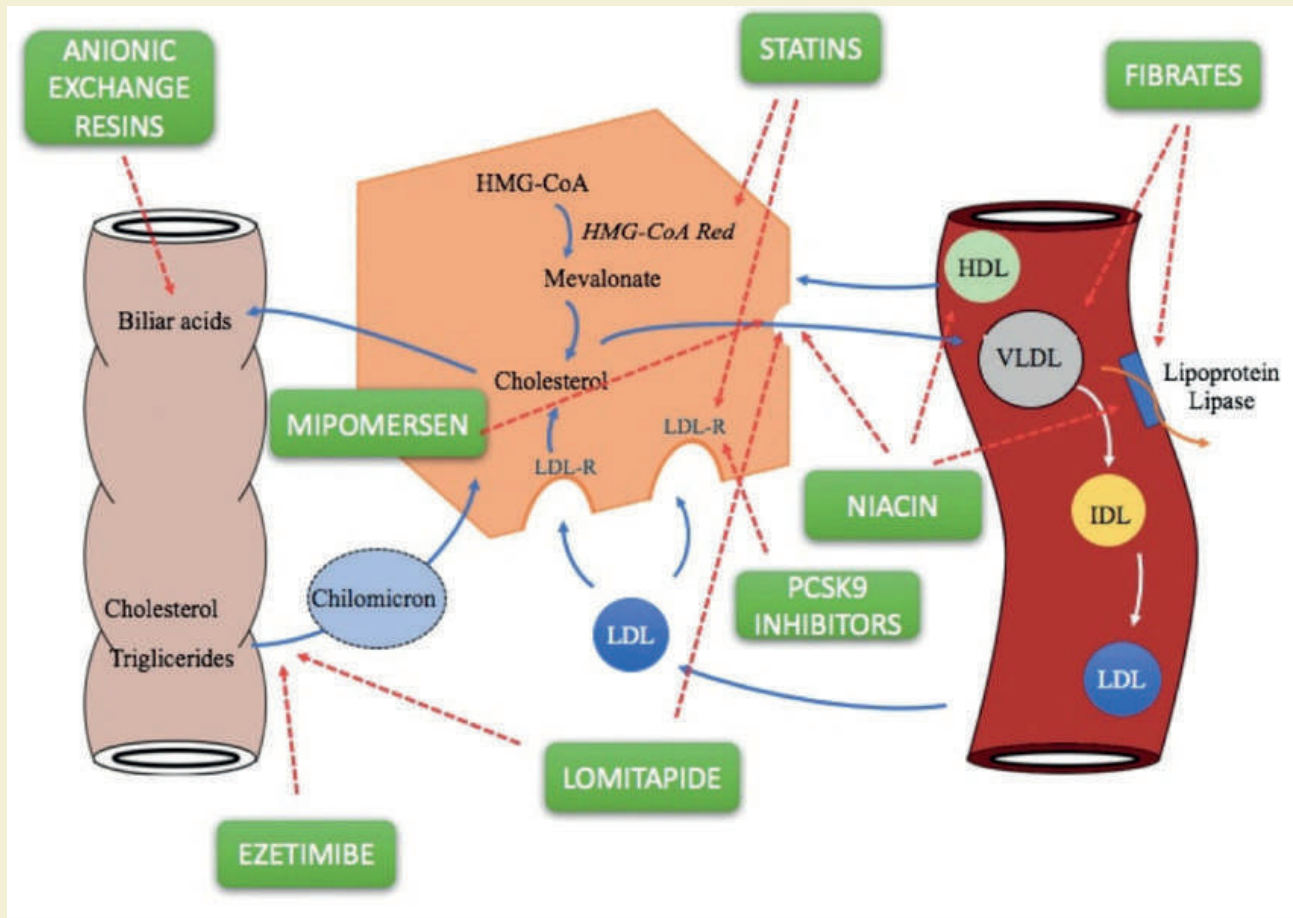 ANIONIC
EXCHANGE
RESINS
STATINS
FIBRATES
HMG-CoA
HMG-CoA Red
Mevalonate
Cholesterol
HDL
VLDL
Lipoprotein
Lipase
Biliar acids
MIPOMERSEN
LDL-R
LDL-R
NIACIN
IDL
PCSK9
INHIBITORS
Chilomicron
LDL
Cholesterol
Triglicerides
LDL
LOMITAPIDE
EZETIMIBE